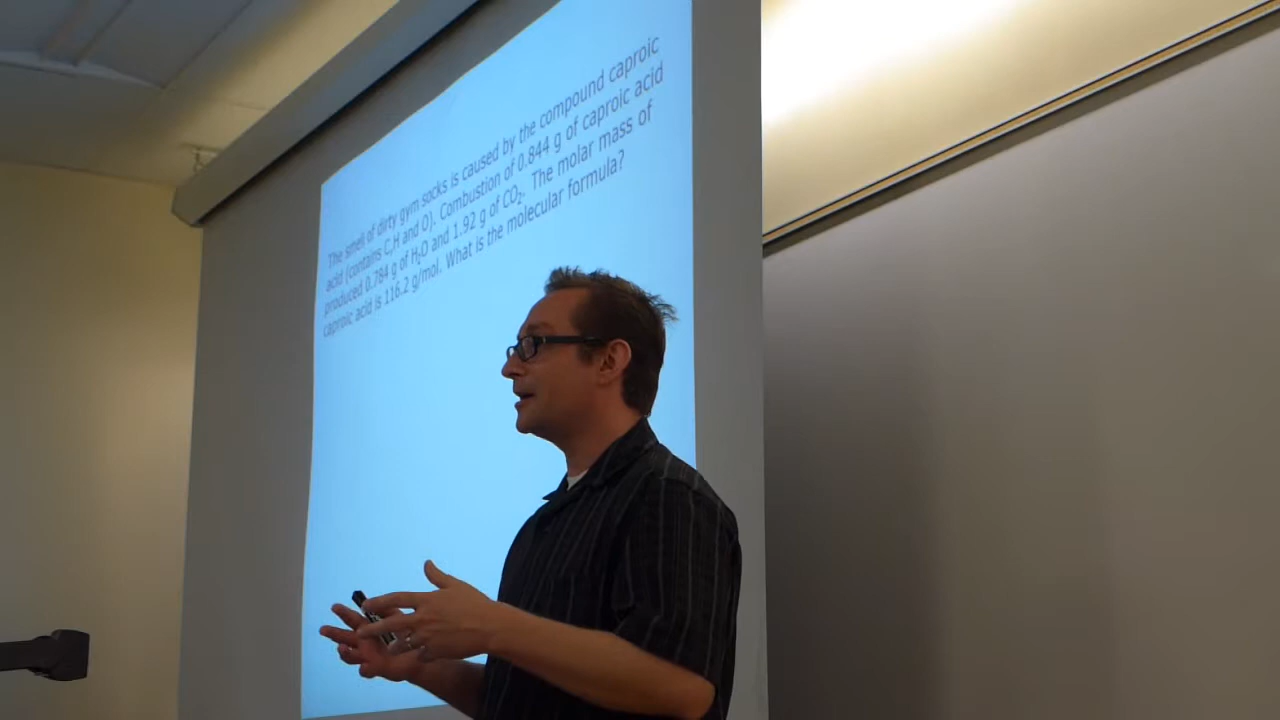 The smell of dirty gym socks is caused by the compound caproic
acid (contains C,H and O). Combustion of 0.844 g of caproic acid
produced 0.784 g of H₂O and 1.92 g of CO₂. The molar mass of
caproic acid is 116.2 g/mol. What is the molecular formula?